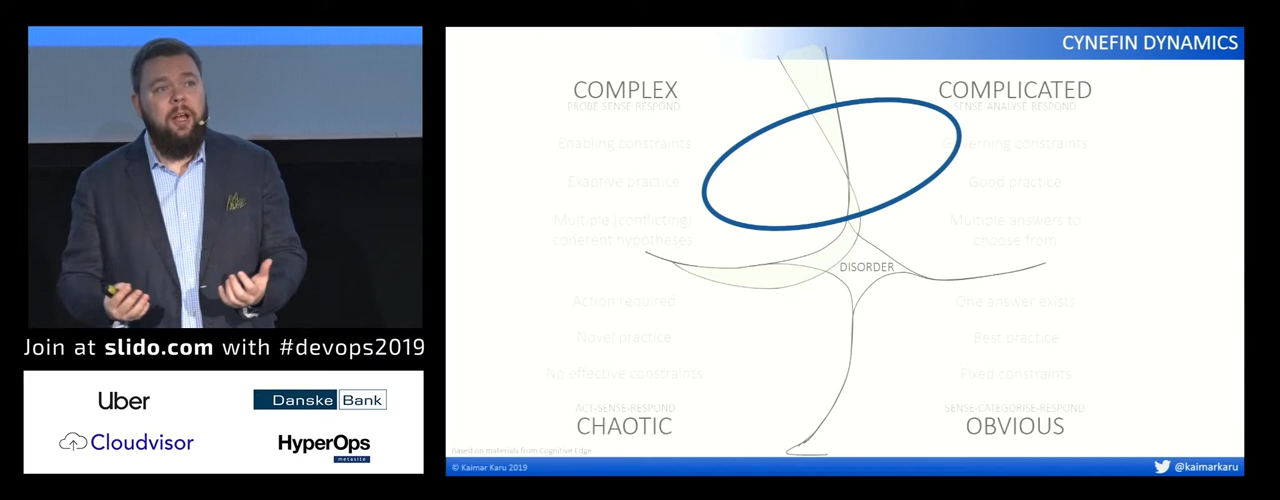 Join at slido.com with #devops2019
Uber
Danske Bank
Cloudvisor
HyperOps
metasite
CYNEFIN DYNAMICS
COMPLEX
PROBE-SENSE-RESPOND
Enabling constraints
Exaptive practice
Multiple (conflicting)
coherent hypotheses
COMPLICATED
SENSE-ANALYSE-RESPOND
Governing constraints
Good practice
Multiple answers to
choose from
DISORDER
Action required
Novel practice
No effective constraints
ACT-SENSE-RESPOND
CHAOTIC
One answer exists
Best practice
Fixed constraints
SENSE-CATEGORISE-RESPOND
OBVIOUS
Based on materials from Cognitive Edge
© Kaimar Karu 2019
@kaimarkaru